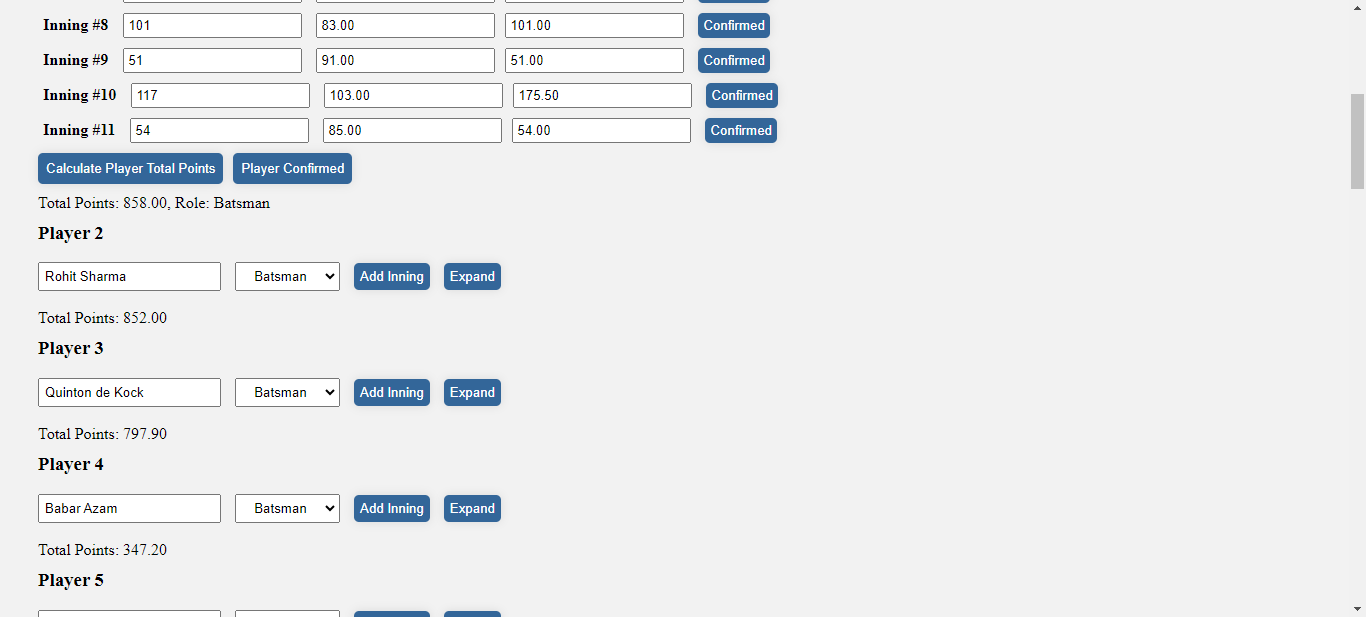 Inning #8 101 83.00 101.00 Confirmed
Inning #9 51 91.00 51.00 Confirmed
Inning #10 117 103.00 175.50 Confirmed
Inning #11 54 85.00 54.00 Confirmed
Calculate Player Total Points Player Confirmed
Total Points: 858.00, Role: Batsman
Player 2
Rohit Sharma Batsman Add Inning Expand
Total Points: 852.00
Player 3
Quinton de Kock Batsman Add Inning Expand
Total Points: 797.90
Player 4
Babar Azam Batsman Add Inning Expand
Total Points: 347.20
Player 5